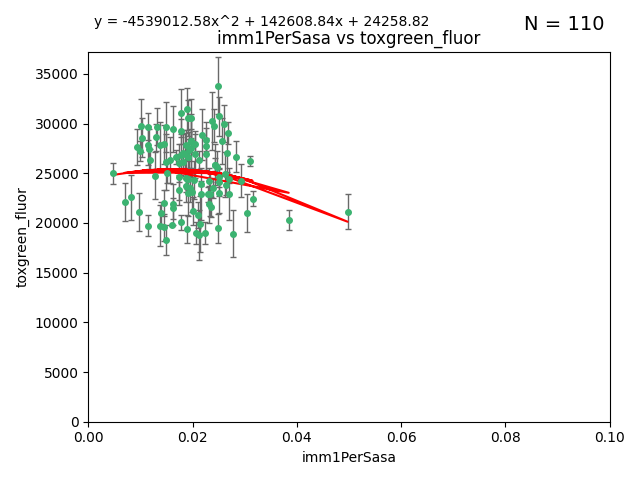 y = -4539012.58x^2 + 142608.84x + 24258.82
N = 110
imm1PerSasa vs toxgreen_fluor
35000
30000
25000
20000
15000
10000
5000
0
toxgreen_fluor
0.00 0.02 0.04 0.06 0.08 0.10
imm1PerSasa